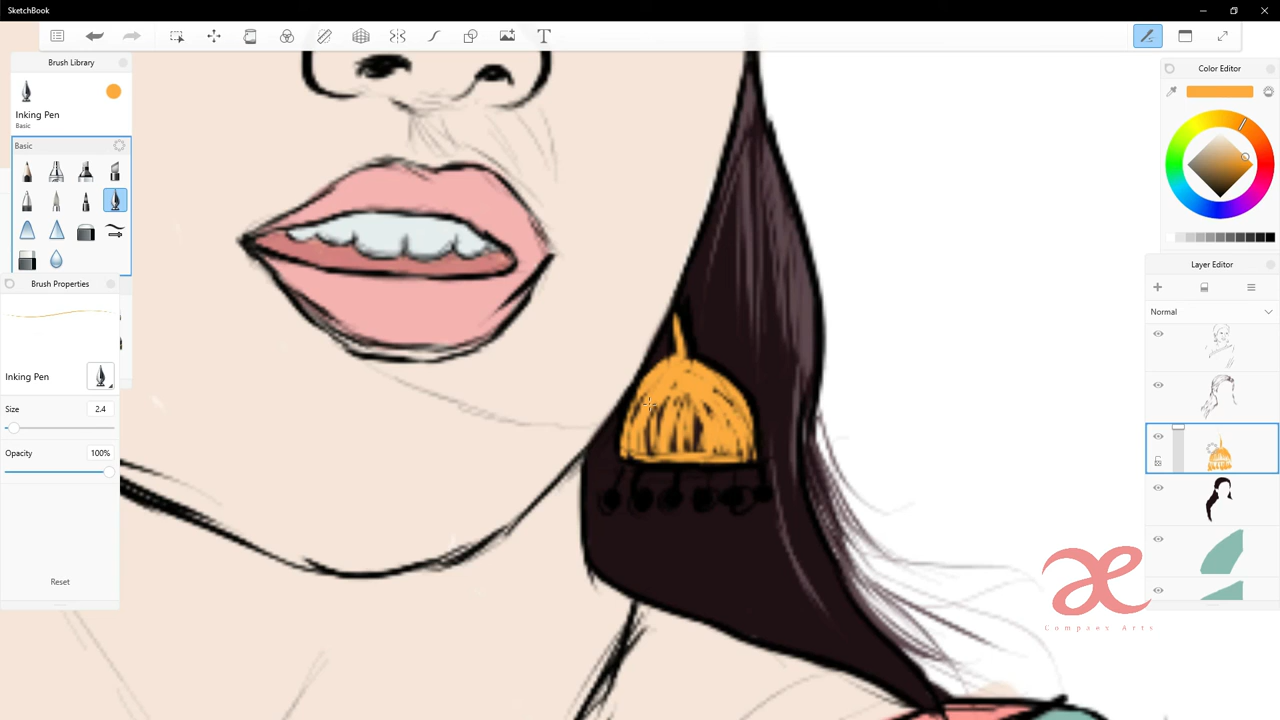 SketchBook
T
Brush Library
Inking Pen
Basic
Basic
Brush Properties
Inking Pen
Size
2.4
Opacity
100%
Reset
Color Editor
Layer Editor
Normal
æ
Compaex Arts